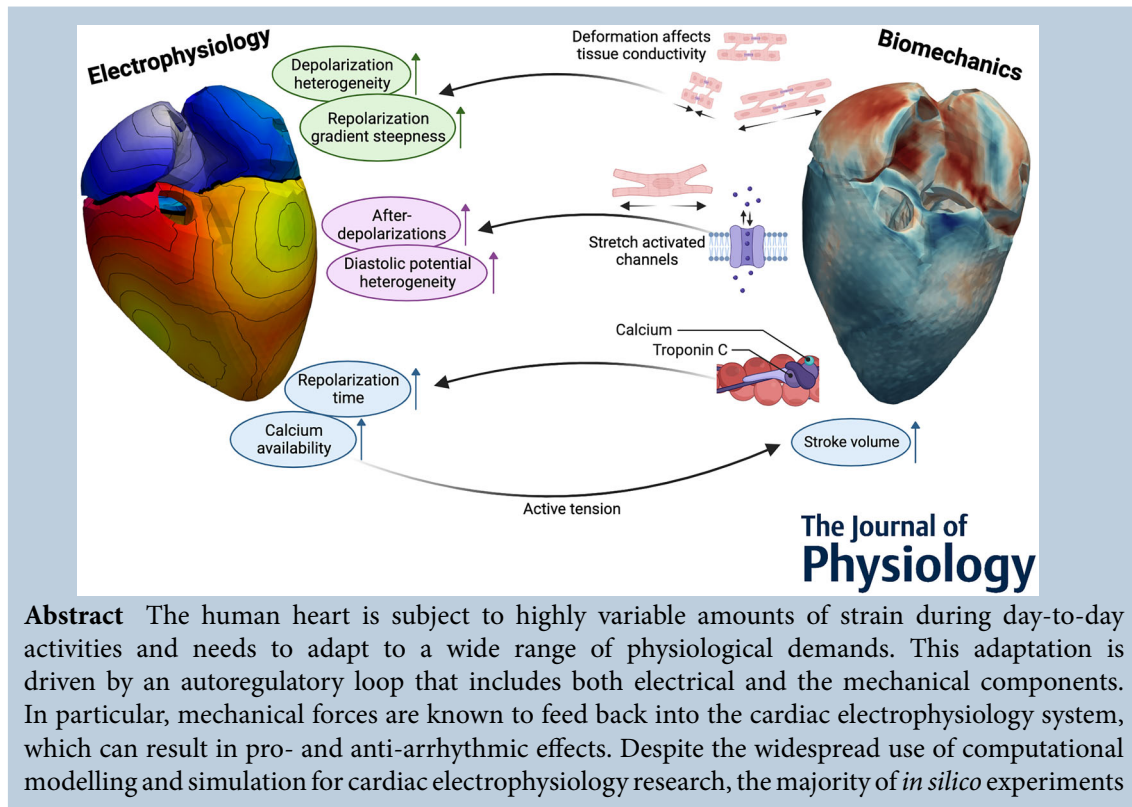 Electrophysiology
Biomechanics
Deformation affects
tissue conductivity
Depolarization
heterogeneity
Repolarization
gradient steepness
After-
depolarizations
Diastolic potential
heterogeneity
Stretch activated
channels
Calcium
Troponin C
Repolarization
time
Calcium
availability
Stroke volume
Active tension
The Journal of
Physiology
Abstract The human heart is subject to highly variable amounts of strain during day-to-day
activities and needs to adapt to a wide range of physiological demands. This adaptation is
driven by an autoregulatory loop that includes both electrical and the mechanical components.
In particular, mechanical forces are known to feed back into the cardiac electrophysiology system,
which can result in pro- and anti-arrhythmic effects. Despite the widespread use of computational
modelling and simulation for cardiac electrophysiology research, the majority of in silico experiments